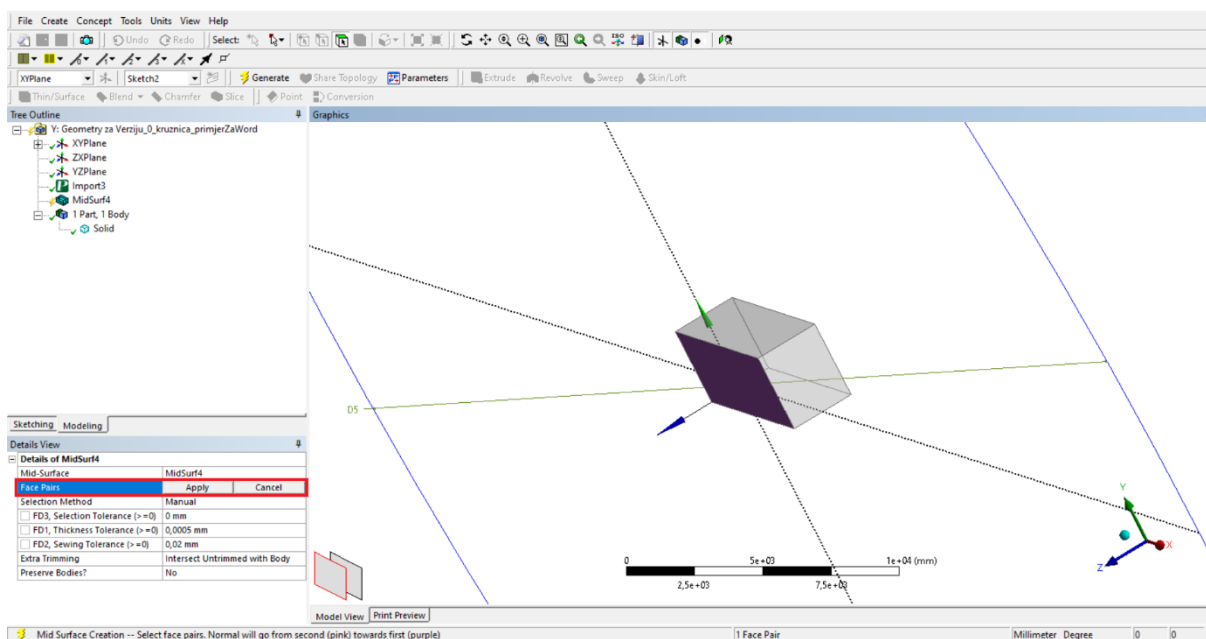 File Create Concept Tools Units View Help
Undo Redo Select:
XYPlane Sketch2 Generate Share Topology Parameters Extrude Revolve Sweep Skin/Loft
Thin/Surface Blend Chamfer Slice Point Conversion
Tree Outline
Y: Geometry za Verziju_0_kruznica_primjerZaWord
XYPlane
ZXPlane
YZPlane
Import3
MidSurf4
1 Part, 1 Body
Solid
Sketching Modeling
Details View
Details of MidSurf4
Mid-Surface MidSurf4
Face Pairs Apply Cancel
Selection Method Manual
FD3, Selection Tolerance (>=0) 0 mm
FD1, Thickness Tolerance (>=0) 0,0005 mm
FD2, Sewing Tolerance (>=0) 0,02 mm
Extra Trimming Intersect Untrimmed with Body
Preserve Bodies? No
Graphics
D5
Y
X
Z
0 5e+03 1e+04 (mm)
2,5e+03 7,5e+03
Model View Print Preview
Mid Surface Creation -- Select face pairs. Normal will go from second (pink) towards first (purple) 1 Face Pair Millimeter Degree 0 0